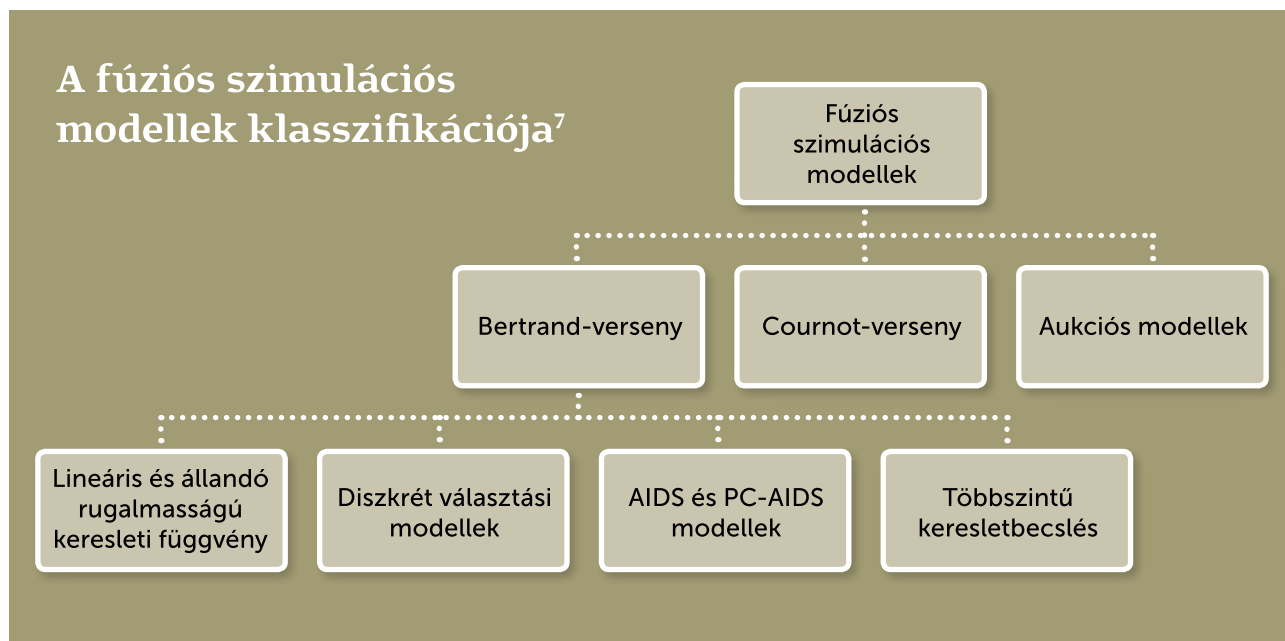 A fúziós szimulációs
modellek klasszifikációja⁷
Fúziós
szimulációs
modellek
Bertrand-verseny
Cournot-verseny
Aukciós modellek
Lineáris és állandó
rugalmasságú
keresleti függvény
Diszkrét választási
modellek
AIDS és PC-AIDS
modellek
Többszintű
keresletbecslés